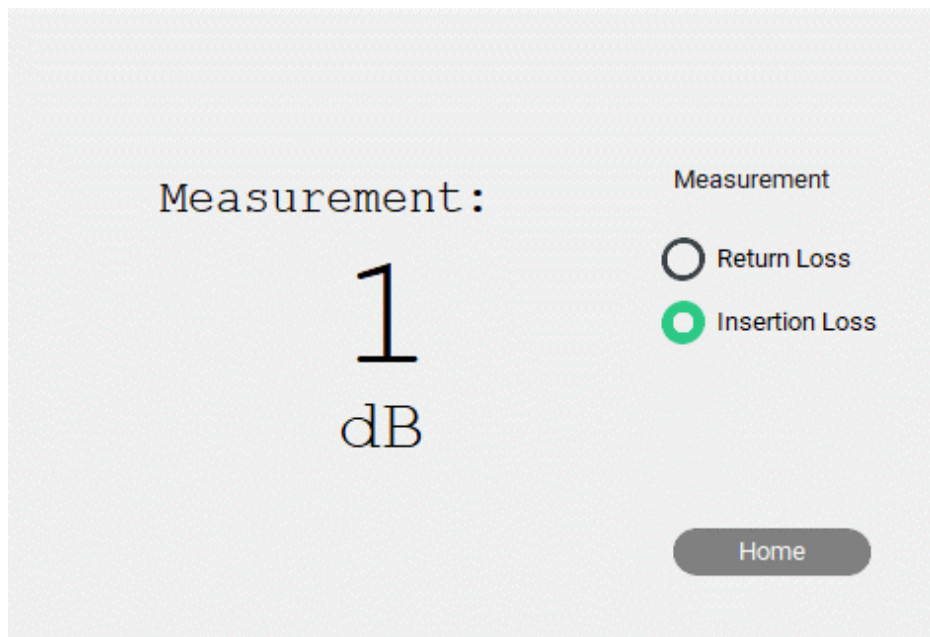 Measurement:
1
dB
Measurement
Return Loss
Insertion Loss
Home